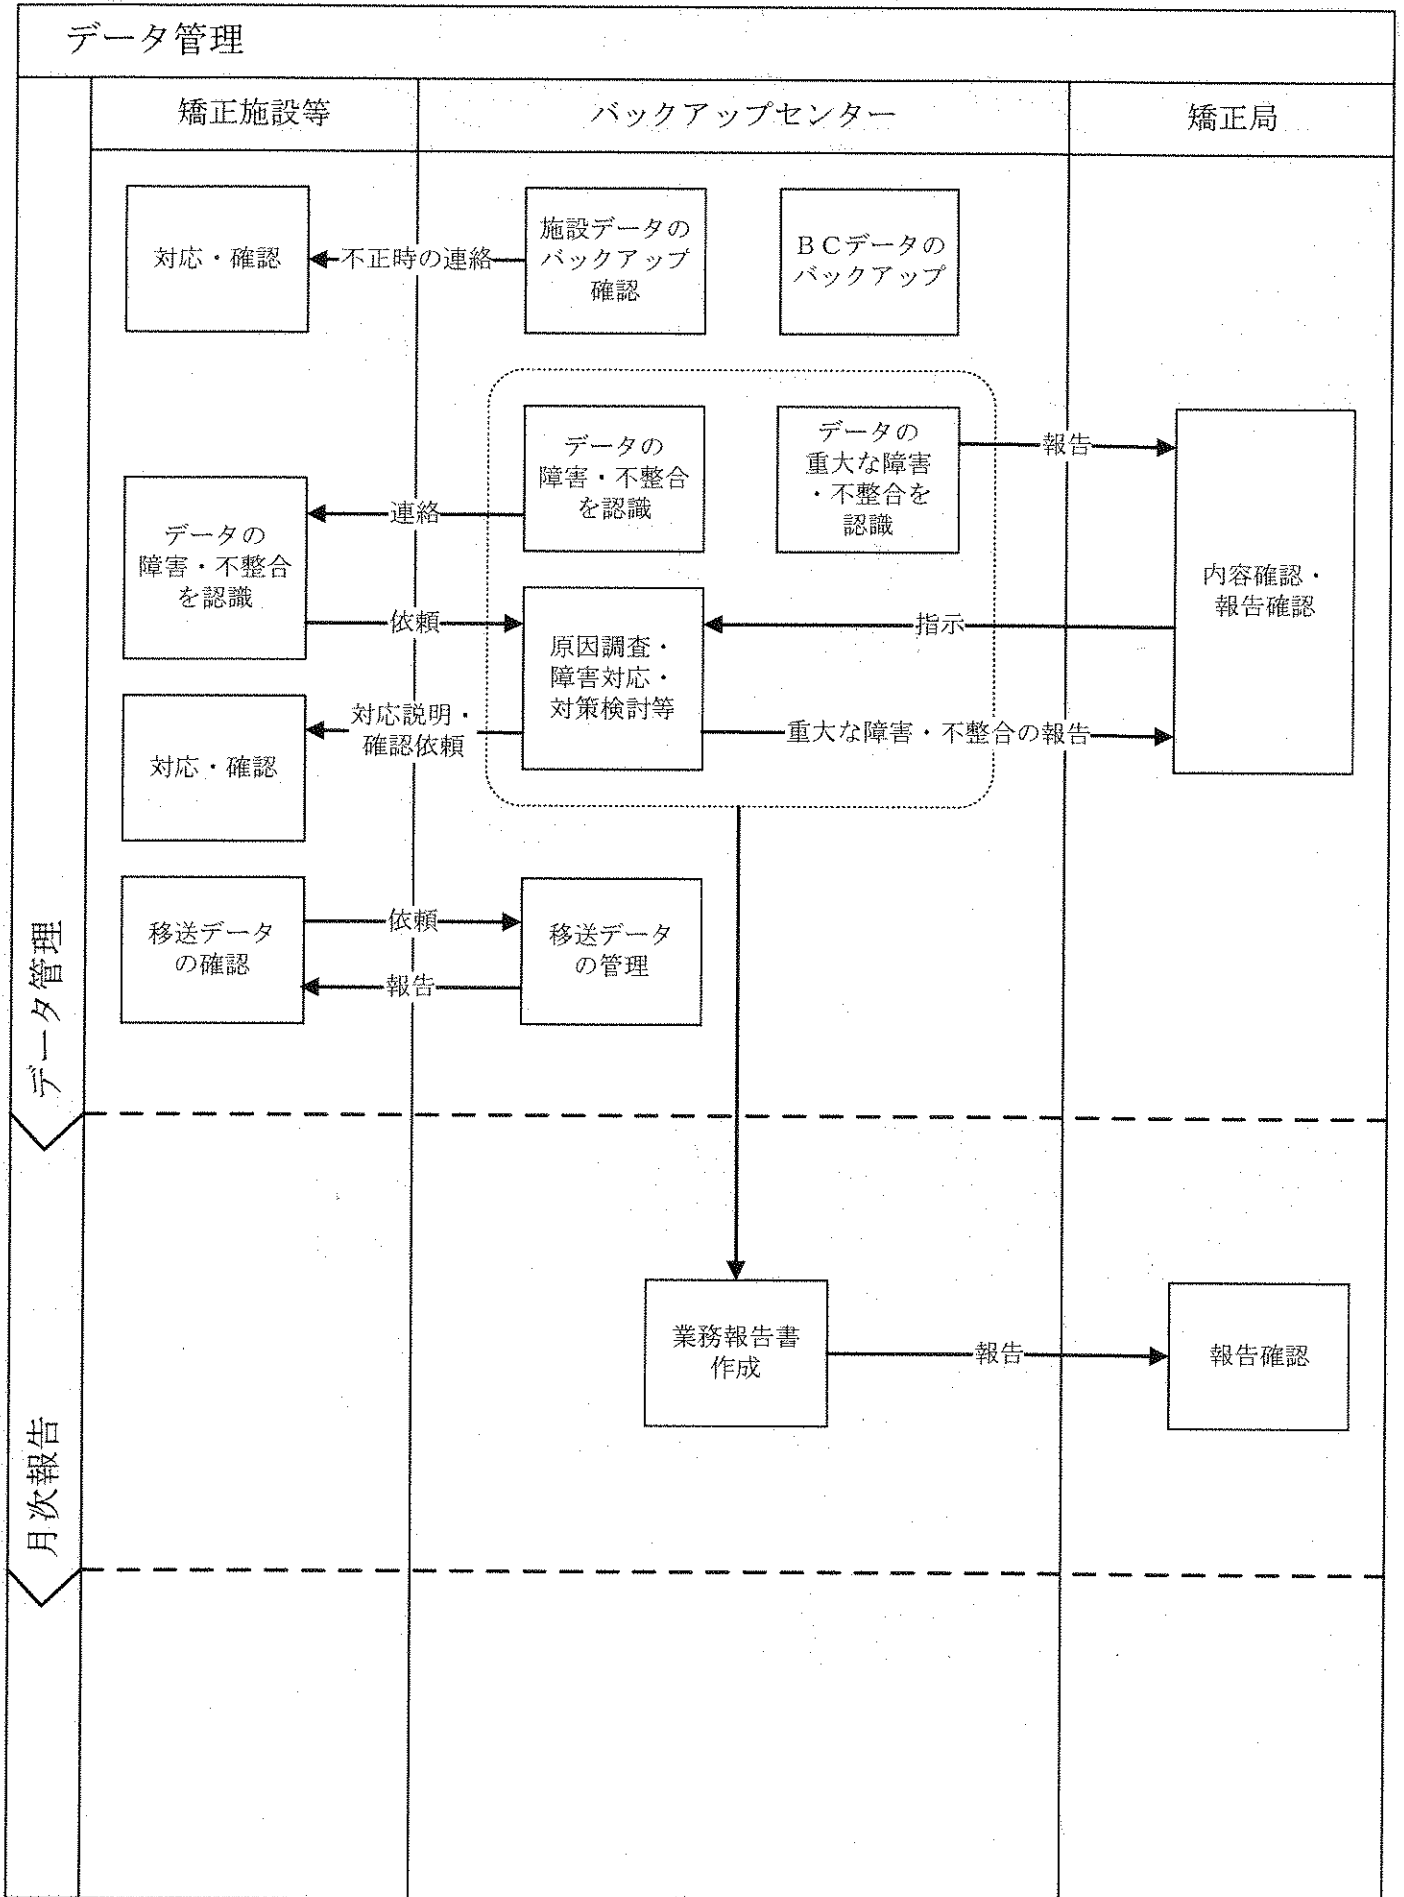 データ管理
矯正施設等
バックアップセンター
矯正局
対応・確認
不正時の連絡
施設データの
バックアップ
確認
ＢＣデータの
バックアップ
データの
障害・不整合
を認識
データの
重大な障害
・不整合を
認識
報告
連絡
データの
障害・不整合
を認識
内容確認・
報告確認
依頼
指示
原因調査・
障害対応・
対策検討等
対応説明・
確認依頼
重大な障害・不整合の報告
対応・確認
移送データ
の確認
依頼
報告
移送データ
の管理
データ管理
業務報告書
作成
報告
報告確認
月次報告